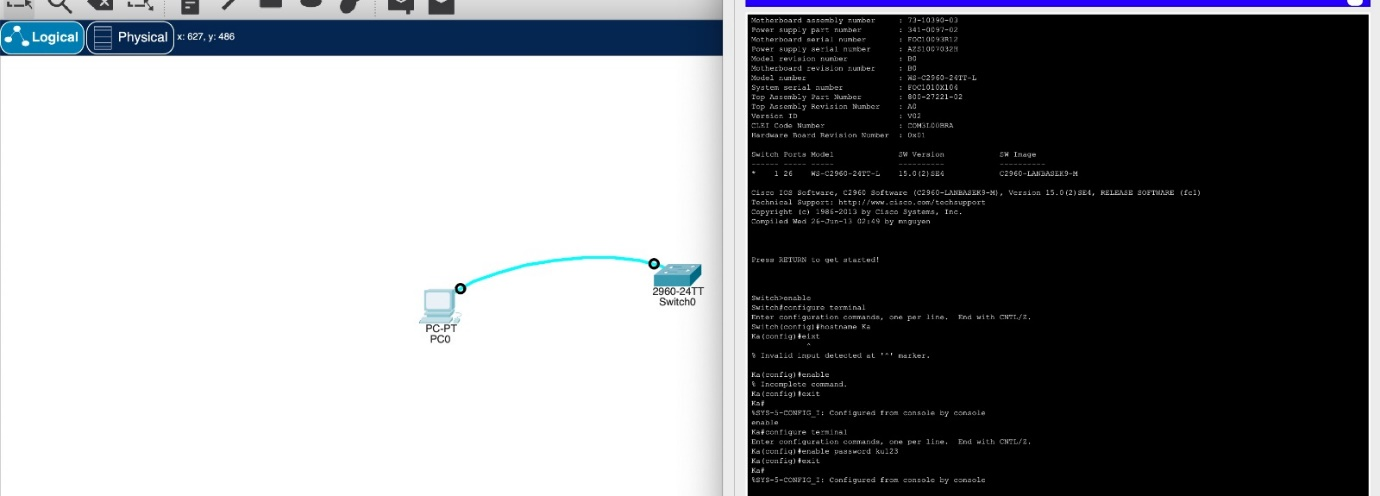 Logical Physical x: 627, y: 486
PC-PT
PC0
2960-24TT
Switch0
Motherboard assembly number : 73-10390-03
Power supply part number : 341-0097-02
Motherboard serial number : FOC10093R12
Power supply serial number : AZS1007032H
Model revision number : B0
Motherboard revision number : B0
Model number : WS-C2960-24TT-L
System serial number : FOC1010X104
Top Assembly Part Number : 800-27221-02
Top Assembly Revision Number : A0
Version ID : V02
CLEI Code Number : COM3L00BRA
Hardware Board Revision Number : 0x01
Switch Ports Model SW Version SW Image
------ ----- ----- ---------- ----------
* 1 26 WS-C2960-24TT-L 15.0(2)SE4 C2960-LANBASEK9-M
Cisco IOS Software, C2960 Software (C2960-LANBASEK9-M), Version 15.0(2)SE4, RELEASE SOFTWARE (fc1)
Technical Support: http://www.cisco.com/techsupport
Copyright (c) 1986-2013 by Cisco Systems, Inc.
Compiled Wed 26-Jun-13 02:49 by mnguyen
Press RETURN to get started!
Switch>enable
Switch#configure terminal
Enter configuration commands, one per line. End with CNTL/Z.
Switch(config)#hostname Ka
Ka(config)#eixt
^
% Invalid input detected at '^' marker.
Ka(config)#enable
% Incomplete command.
Ka(config)#exit
Ka#
%SYS-5-CONFIG_I: Configured from console by console
enable
Ka#configure terminal
Enter configuration commands, one per line. End with CNTL/Z.
Ka(config)#enable password ku123
Ka(config)#exit
Ka#
%SYS-5-CONFIG_I: Configured from console by console